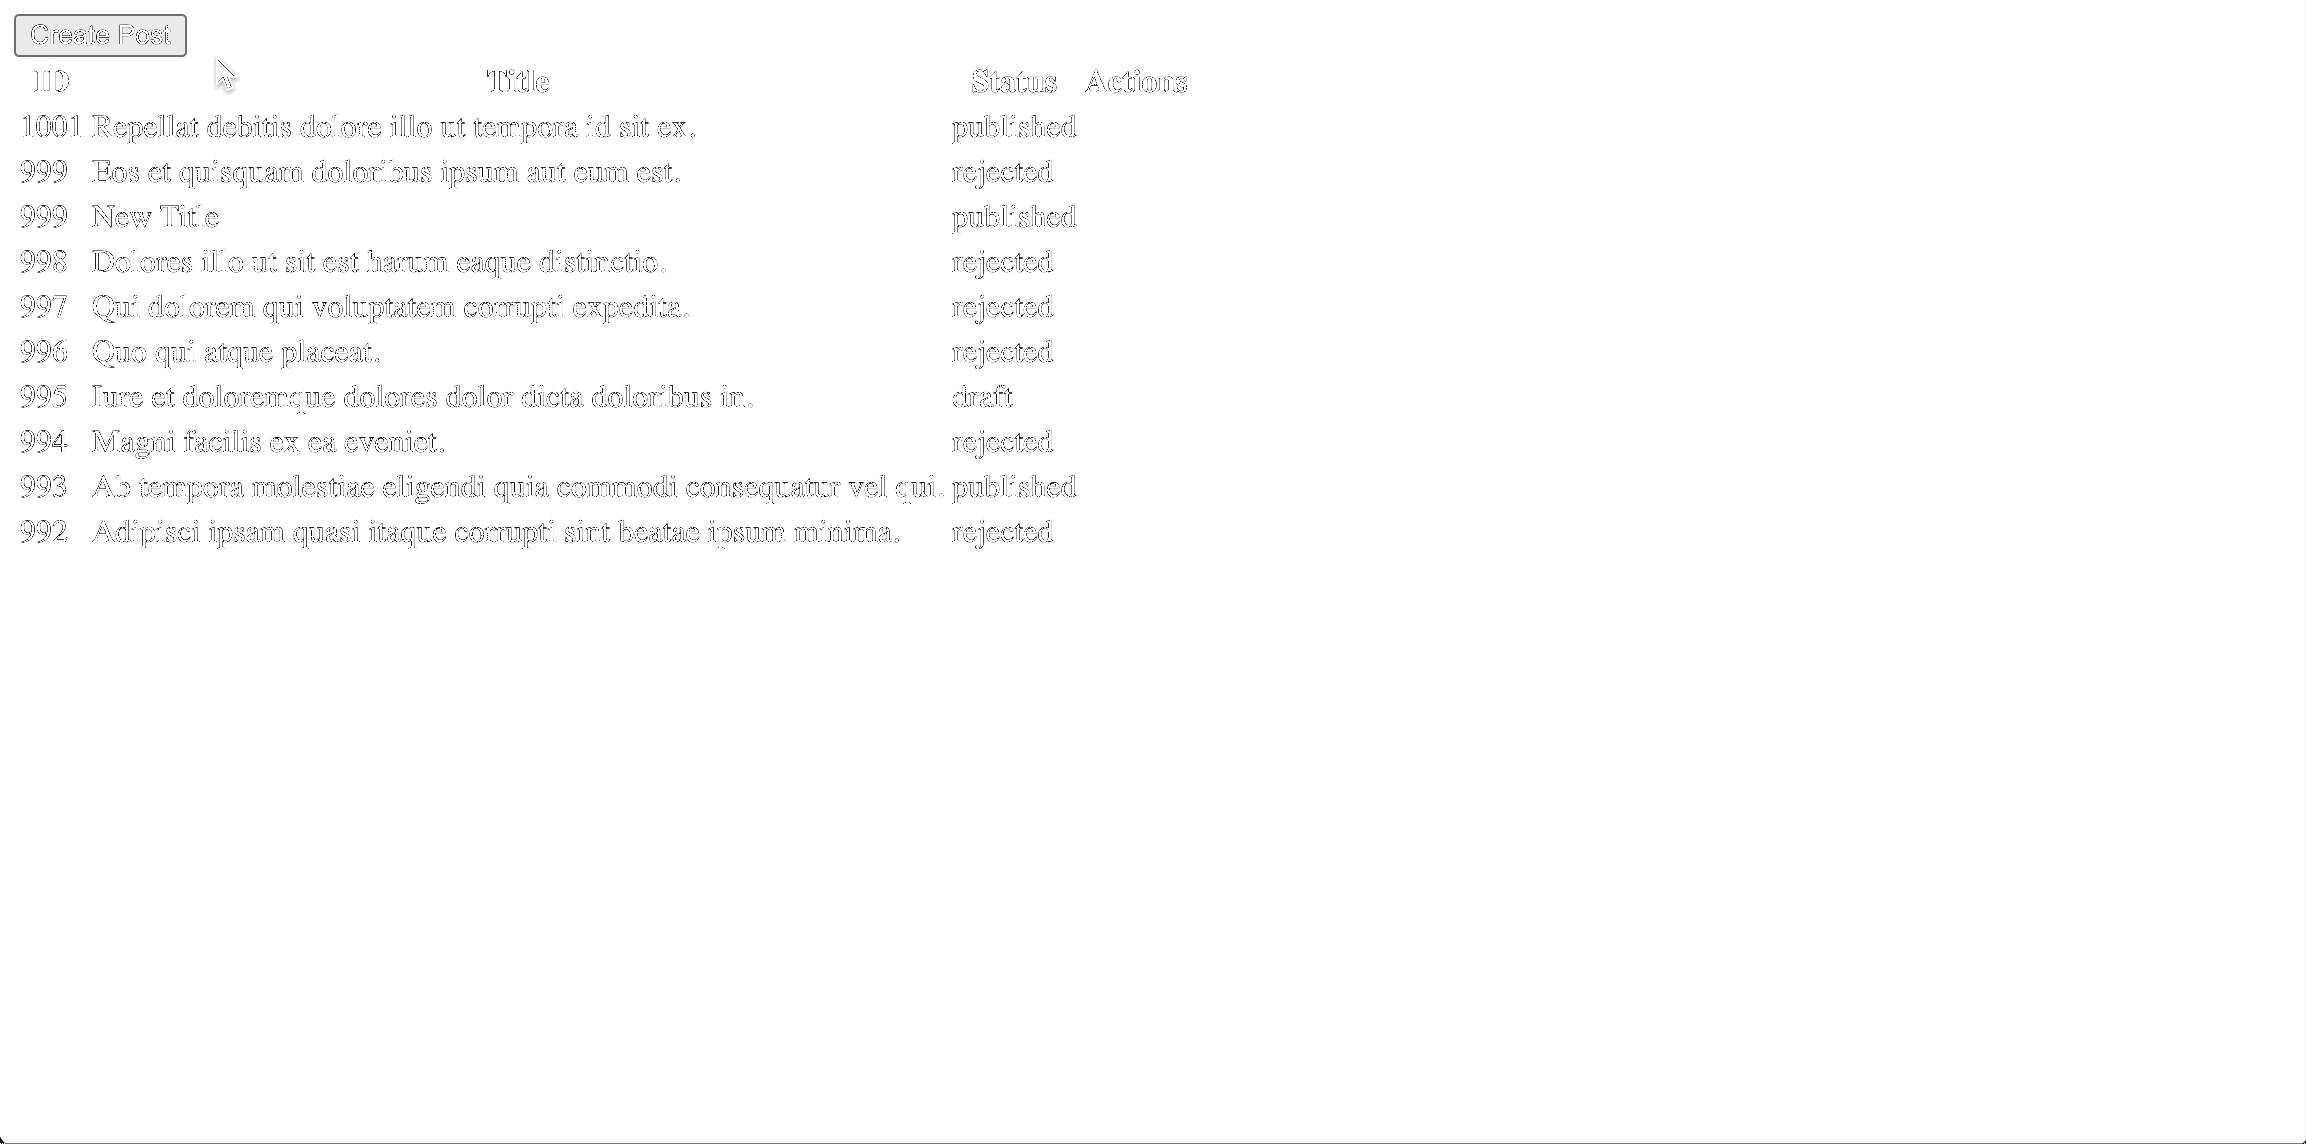 Create Post
ID Title Status Actions
1001 Repellat debitis dolore illo ut tempora id sit ex. published
999 Eos et quisquam doloribus ipsum aut eum est. rejected
999 New Title published
998 Dolores illo ut sit est harum eaque distinctio. rejected
997 Qui dolorem qui voluptatem corrupti expedita. rejected
996 Quo qui atque placeat. rejected
995 Iure et doloremque dolores dolor dicta doloribus in. draft
994 Magni facilis ex ea eveniet. rejected
993 Ab tempora molestiae eligendi quia commodi consequatur vel qui. published
992 Adipisci ipsam quasi itaque corrupti sint beatae ipsum minima. rejected